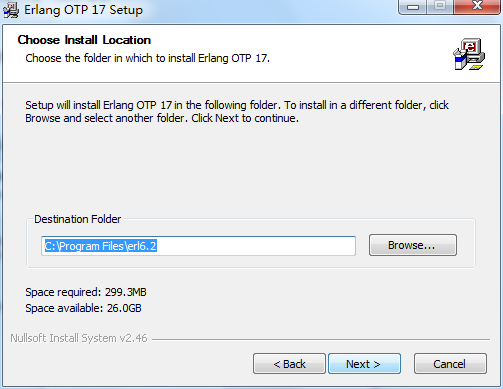 Erlang OTP 17 Setup
Choose Install Location
Choose the folder in which to install Erlang OTP 17.
Setup will install Erlang OTP 17 in the following folder. To install in a different folder, click
Browse and select another folder. Click Next to continue.
Destination Folder
C:\Program Files\erl6.2
Browse...
Space required: 299.3MB
Space available: 26.0GB
Nullsoft Install System v2.46
< Back
Next >
Cancel